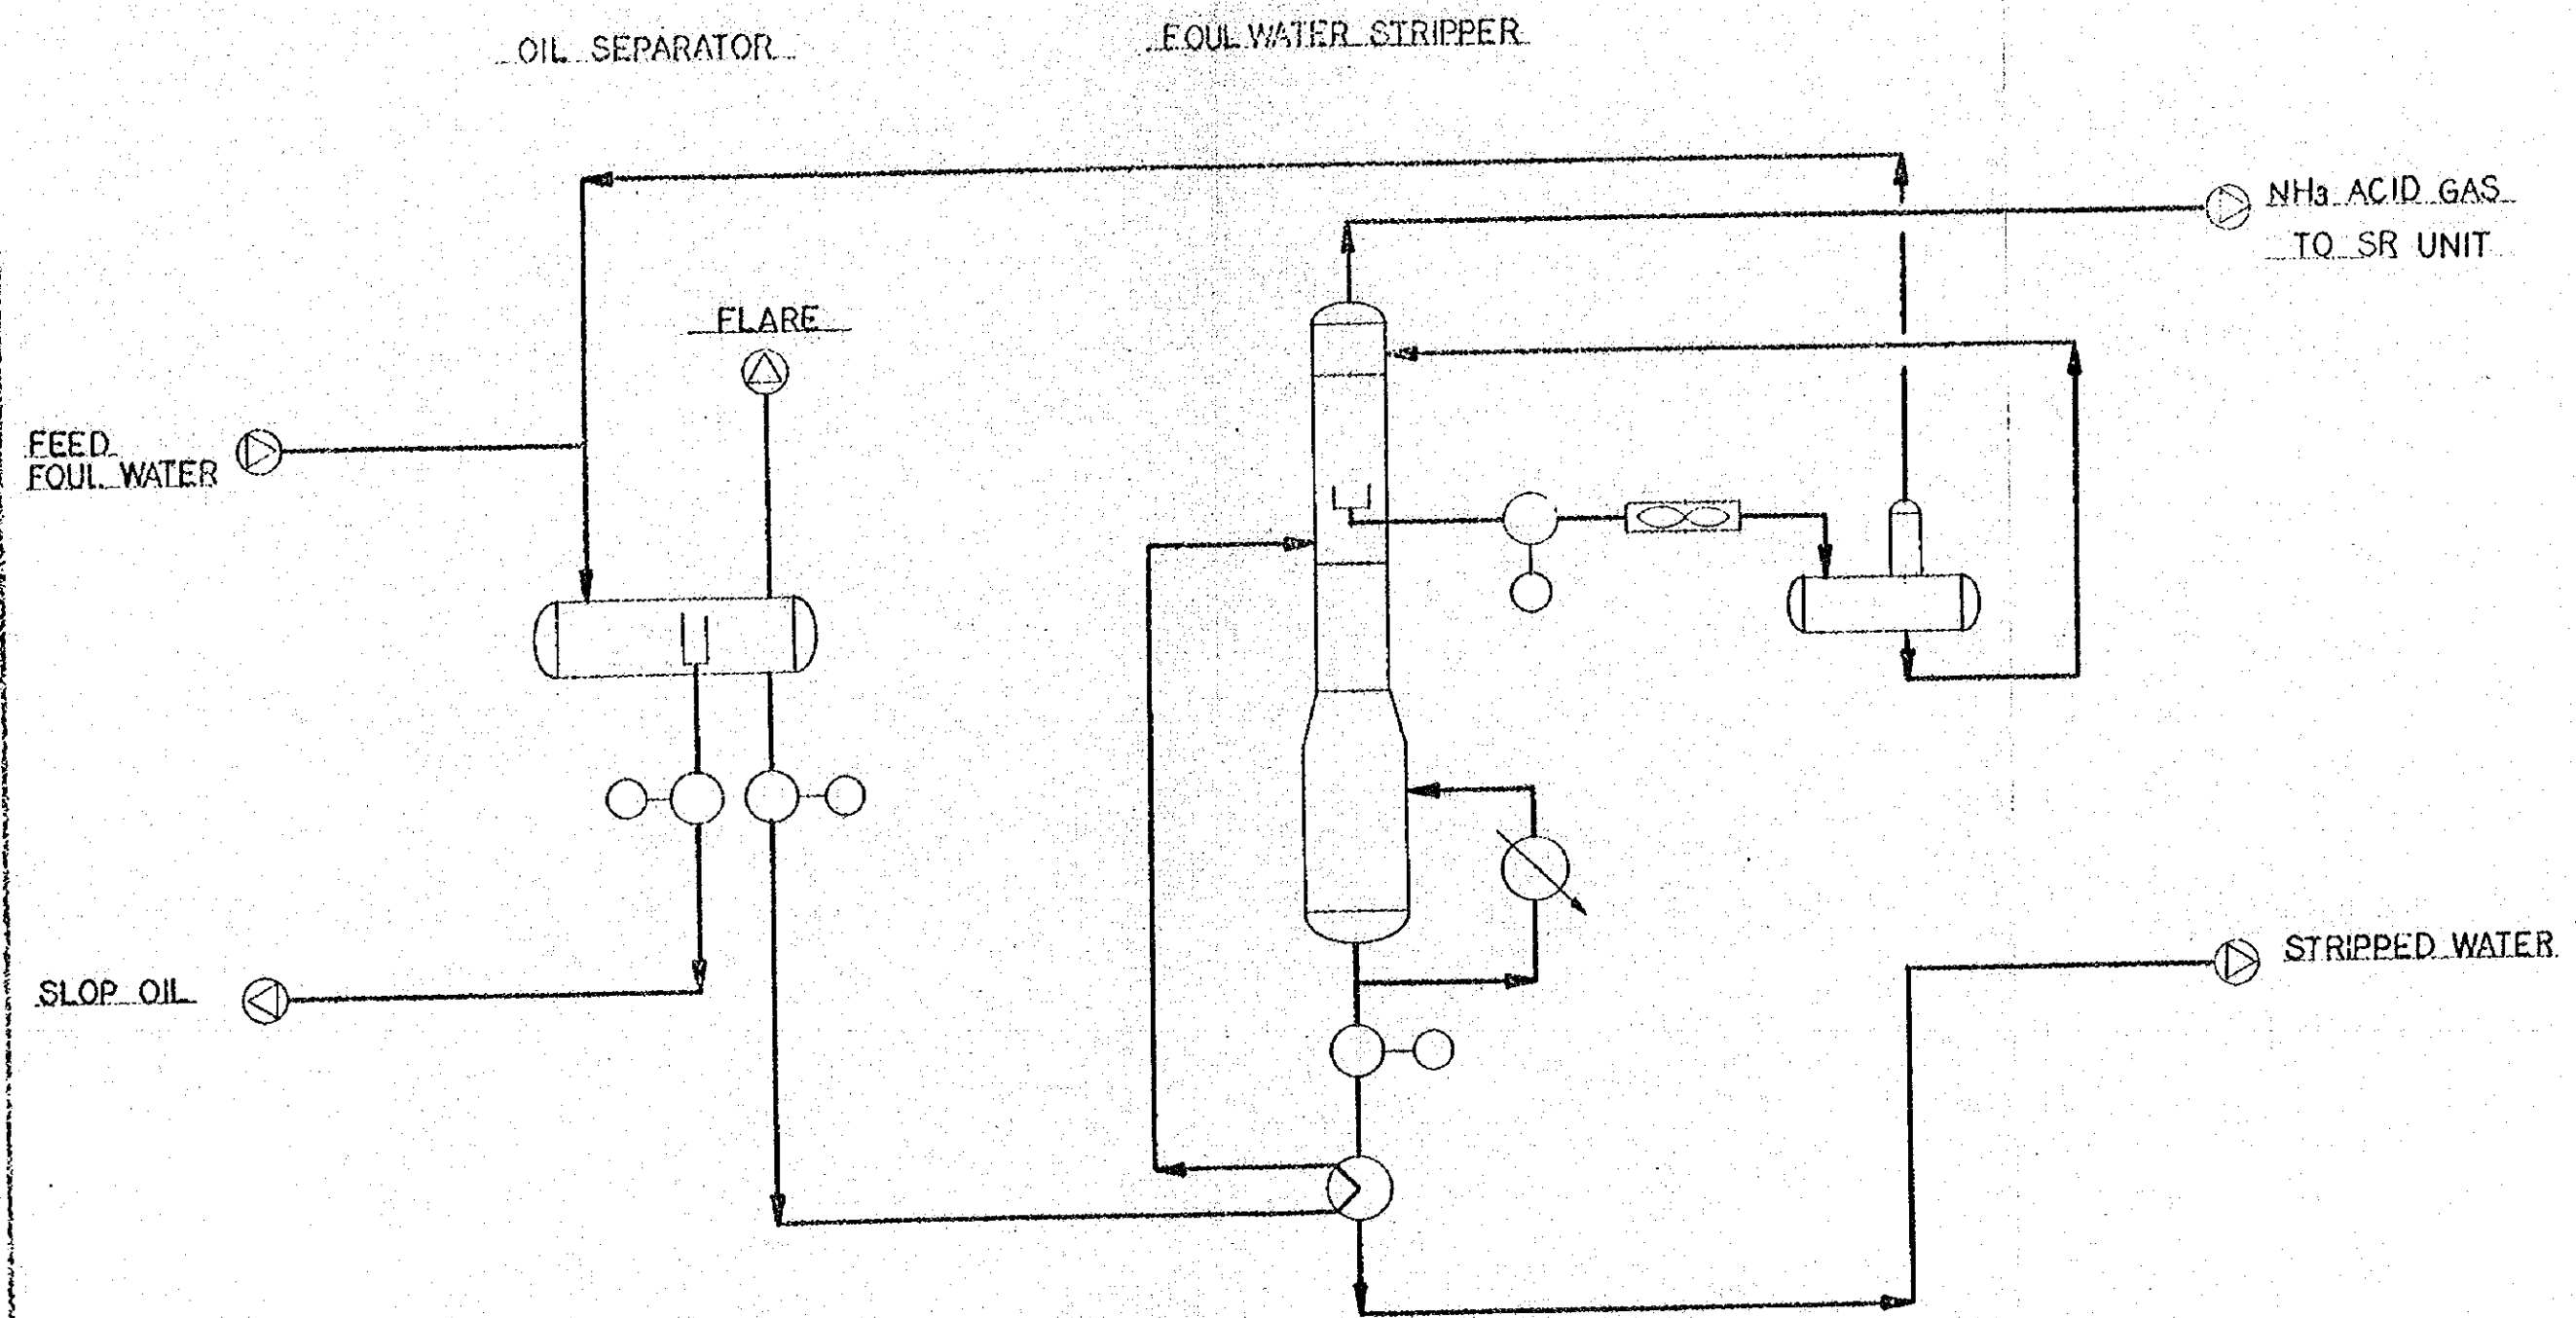 OIL SEPARATOR
FOUL WATER STRIPPER
NH3 ACID GAS
TO SR UNIT
FLARE
FEED
FOUL WATER
SLOP OIL
STRIPPED WATER